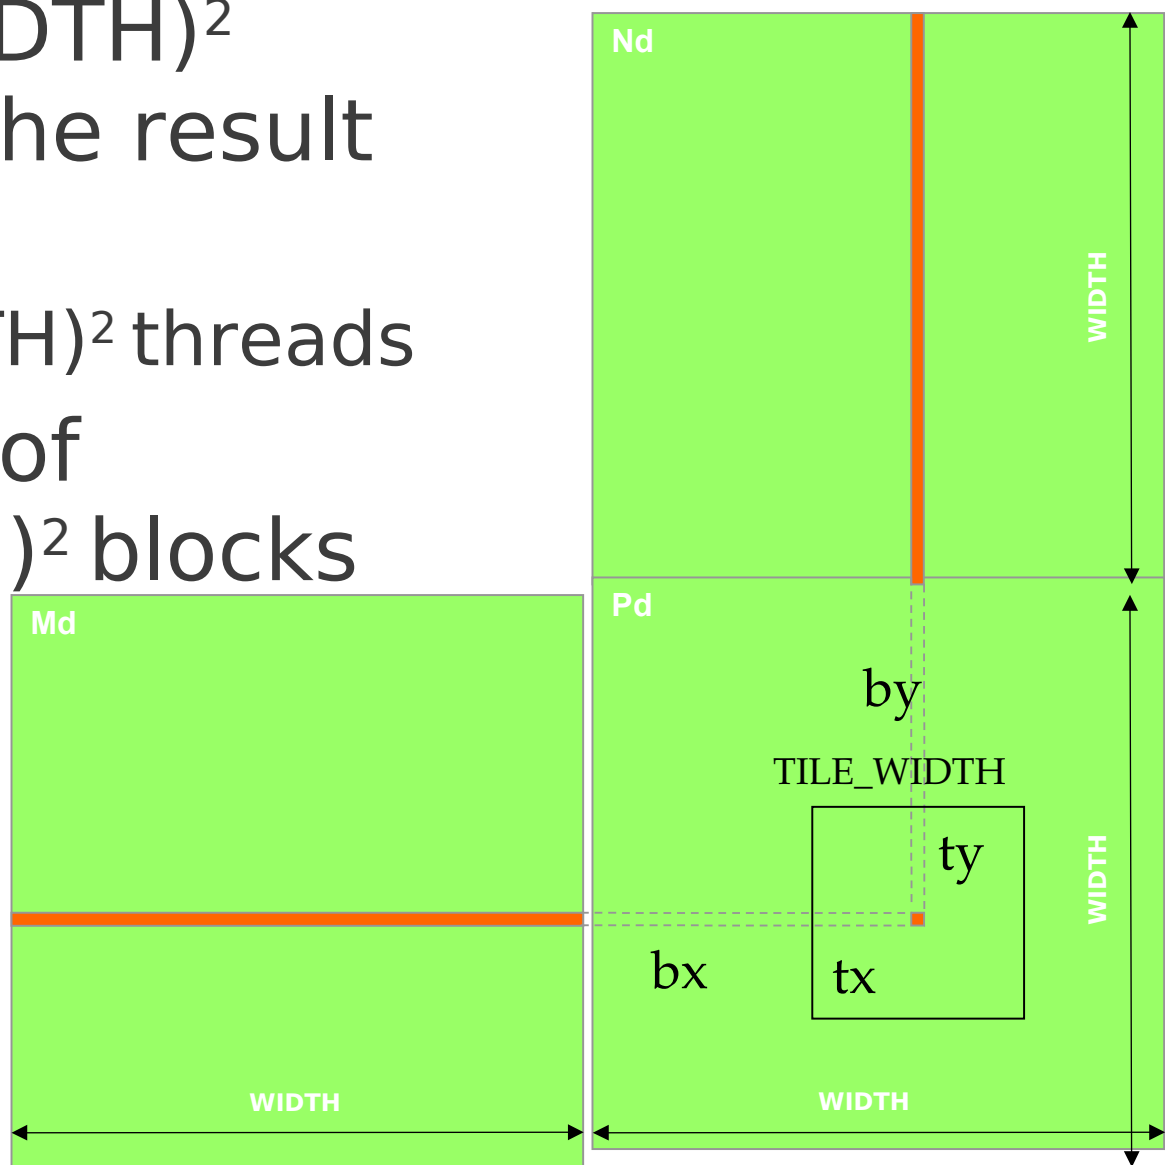 DTH)²
he result
TH)² threads
of
)² blocks
Nd
WIDTH
Md
WIDTH
Pd
by
TILE_WIDTH
ty
bx
tx
WIDTH
WIDTH